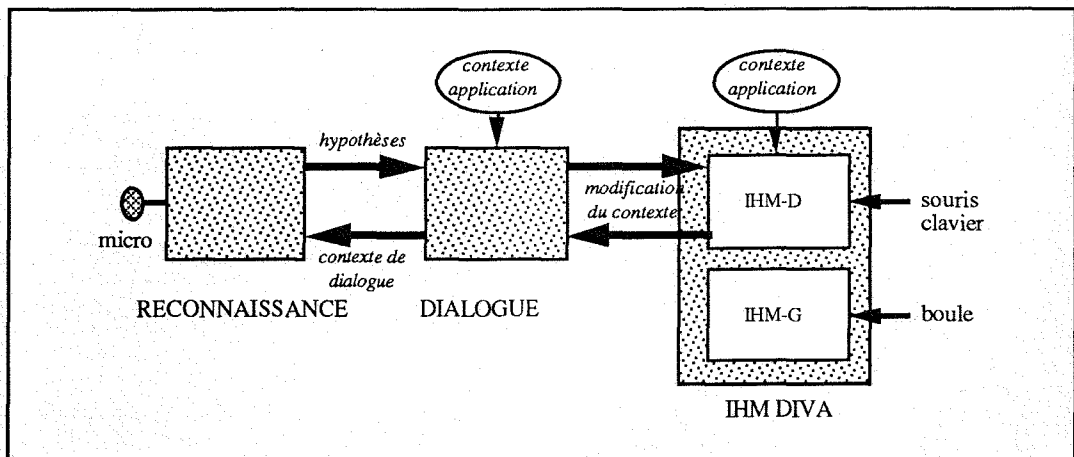 contexte
application
contexte
application
hypothèses
modification
du contexte
IHM-D
souris
clavier
micro
contexte de
dialogue
RECONNAISSANCE
DIALOGUE
IHM-G
boule
IHM DIVA